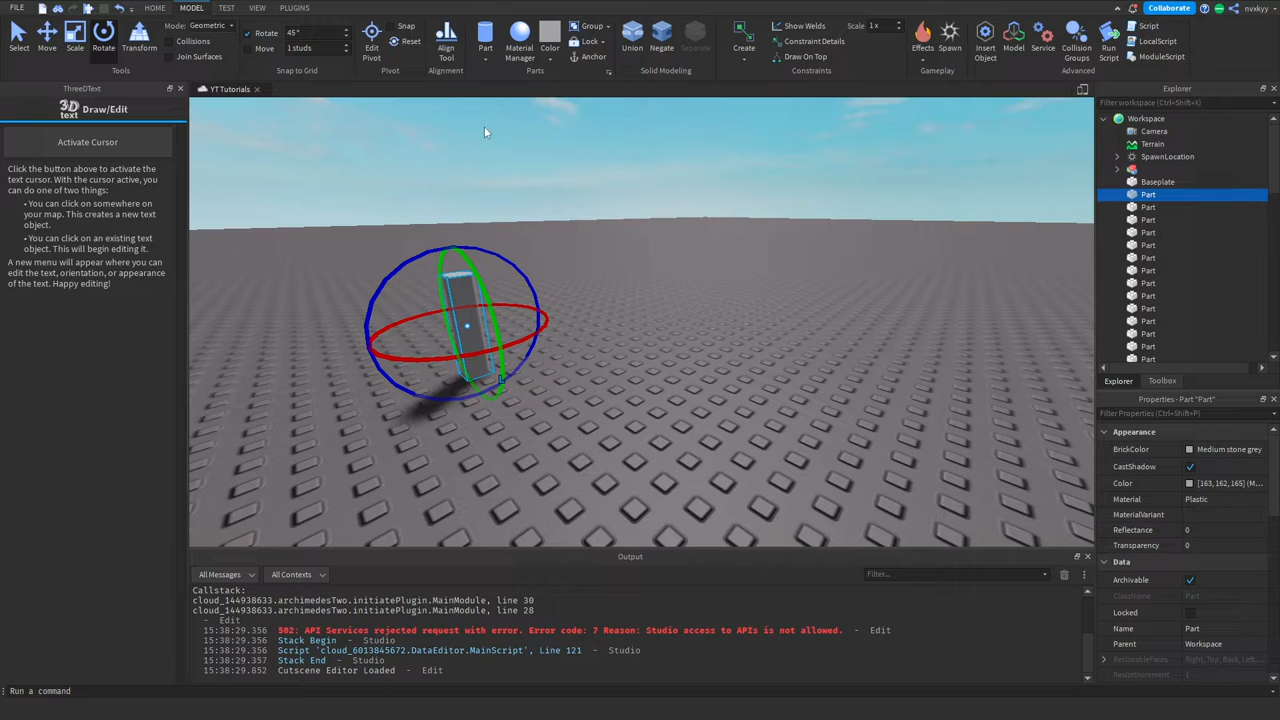 FILE HOME MODEL TEST VIEW PLUGINS Collaborate nvxkyy
Select Move Scale Rotate Transform
Mode: Geometric
Collisions
Join Surfaces
Tools
Rotate 45°
Move 1 studs
Snap to Grid
Edit Pivot
Snap
Reset
Pivot
Align Tool
Alignment
Part Material Manager Color
Group
Lock
Anchor
Parts
Union Negate Separate
Solid Modeling
Create
Show Welds
Constraint Details
Draw On Top
Scale 1x
Constraints
Effects Spawn
Gameplay
Insert Object Model Service Collision Groups Run Script
Script
LocalScript
ModuleScript
Advanced
ThreeDText
3D text Draw/Edit
Activate Cursor
Click the button above to activate the
text cursor. With the cursor active, you
can do one of two things:
• You can click on somewhere on
your map. This creates a new text
object.
• You can click on an existing text
object. This will begin editing it.
A new menu will appear where you can
edit the text, orientation, or appearance
of the text. Happy editing!
YT Tutorials
Explorer
Filter workspace (Ctrl+Shift+X)
Workspace
Camera
Terrain
SpawnLocation
Baseplate
Part
Part
Part
Part
Part
Part
Part
Part
Part
Part
Part
Part
Part
Part
Explorer Toolbox
Properties - Part "Part"
Filter Properties (Ctrl+Shift+P)
Appearance
BrickColor Medium stone grey
CastShadow
Color [163, 162, 165] (M...
Material Plastic
MaterialVariant
Reflectance 0
Transparency 0
Data
Archivable
ClassName Part
Locked
Name Part
Parent Workspace
ResizeableFaces Right, Top, Back, Left,...
ResizeIncrement 1
Output
All Messages All Contexts Filter...
Callstack:
cloud_144938633.archimedesTwo.initiatePlugin.MainModule, line 30
cloud_144938633.archimedesTwo.initiatePlugin.MainModule, line 28
- Edit
15:38:29.356 502: API Services rejected request with error. Error code: 7 Reason: Studio access to APIs is not allowed. - Edit
15:38:29.356 Stack Begin - Studio
15:38:29.356 Script 'cloud_6013845672.DataEditor.MainScript', Line 121 - Studio
15:38:29.357 Stack End - Studio
15:38:29.852 Cutscene Editor Loaded - Edit
Run a command